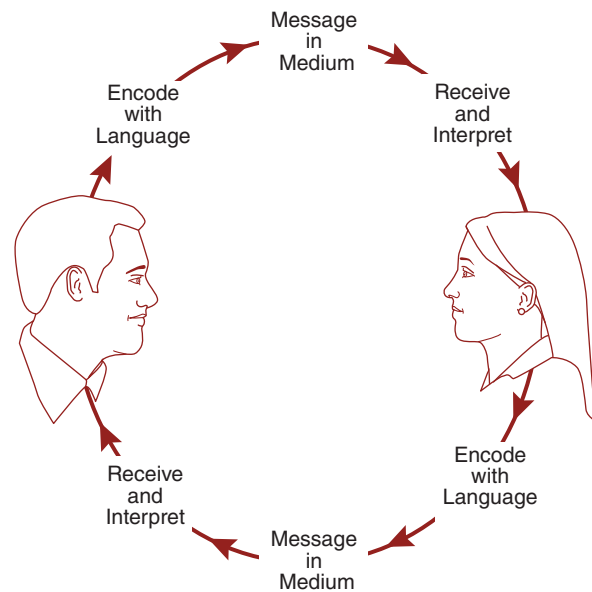 Message
in
Medium
Encode
with
Language
Receive
and
Interpret
Encode
with
Language
Message
in
Medium
Receive
and
Interpret